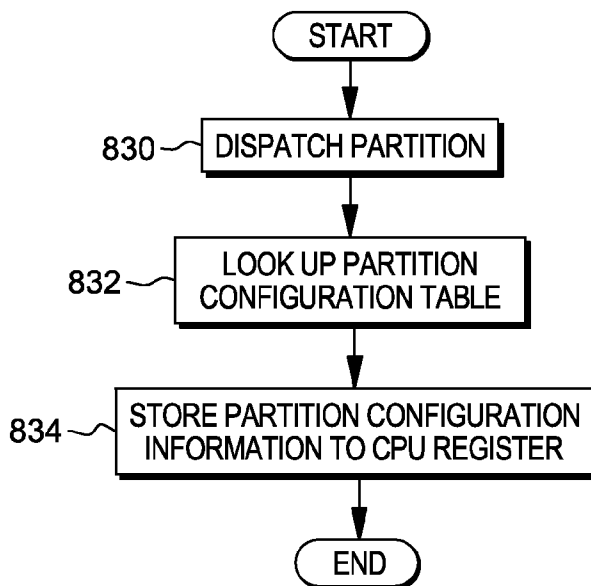 START
830
DISPATCH PARTITION
832
LOOK UP PARTITION
CONFIGURATION TABLE
834
STORE PARTITION CONFIGURATION
INFORMATION TO CPU REGISTER
END